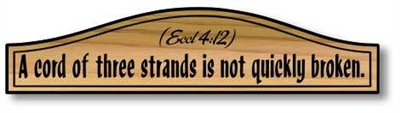 (Eccl 4:12)
A cord of three strands is not quickly broken.